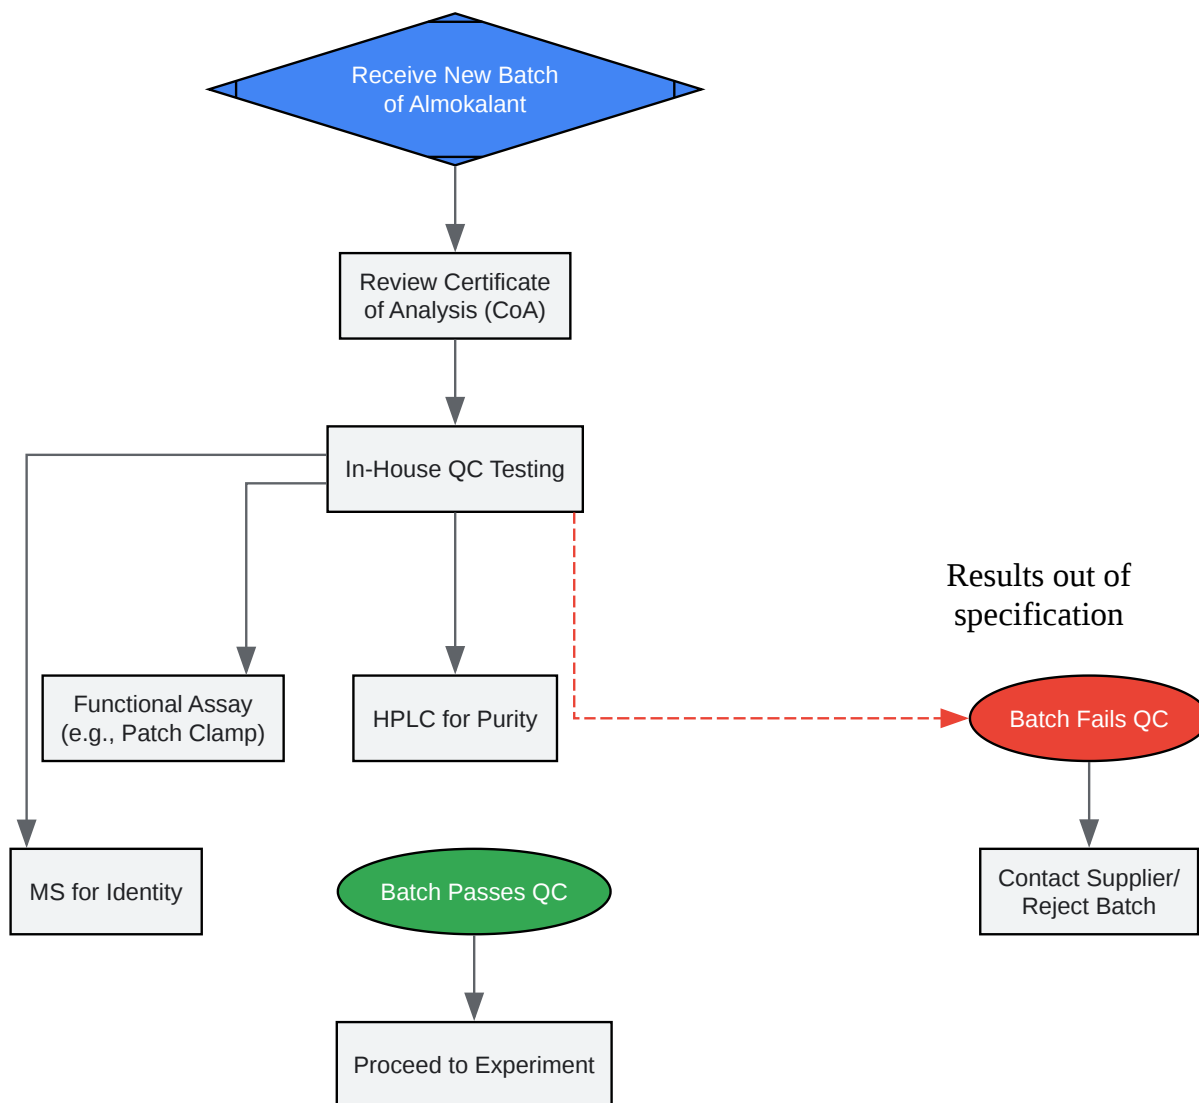 Receive New Batch
of Almokalant
Review Certificate
of Analysis (CoA)
In-House QC Testing
Results out of
specification
Functional Assay
(e.g., Patch Clamp)
HPLC for Purity
Batch Fails QC
MS for Identity
Batch Passes QC
Contact Supplier/
Reject Batch
Proceed to Experiment